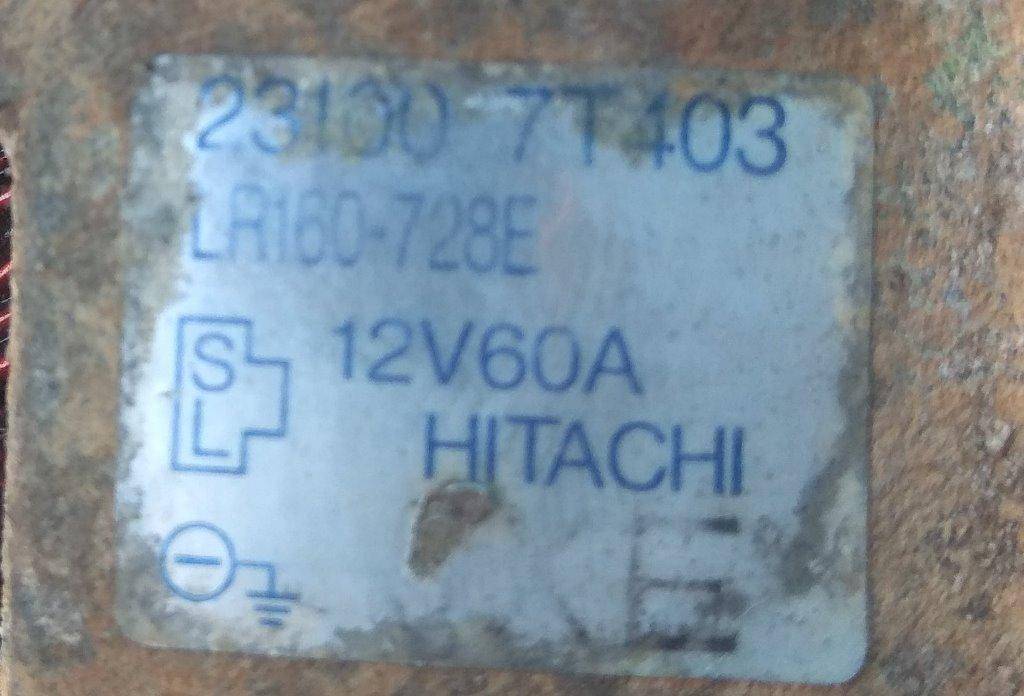 23100 7T403
LR160-728E
S
12V60A
L
HITACHI
E